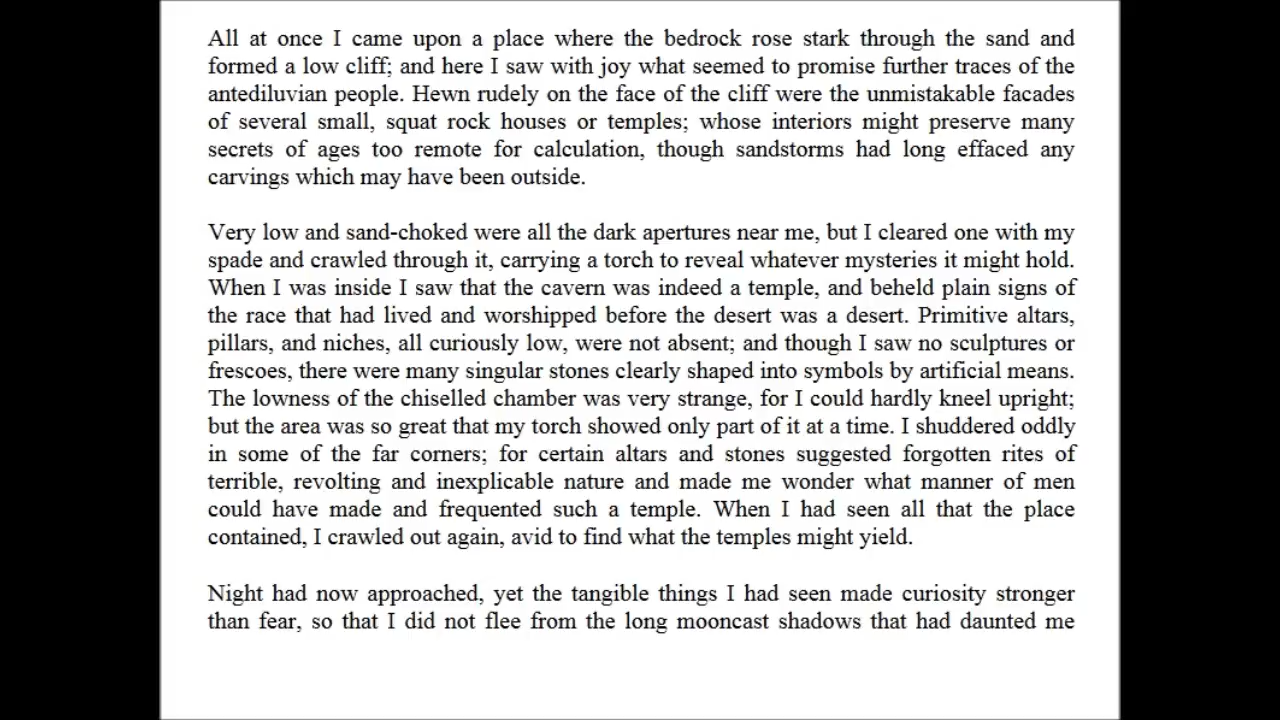 All at once I came upon a place where the bedrock rose stark through the sand and
formed a low cliff; and here I saw with joy what seemed to promise further traces of the
antediluvian people. Hewn rudely on the face of the cliff were the unmistakable facades
of several small, squat rock houses or temples; whose interiors might preserve many
secrets of ages too remote for calculation, though sandstorms had long effaced any
carvings which may have been outside.
Very low and sand-choked were all the dark apertures near me, but I cleared one with my
spade and crawled through it, carrying a torch to reveal whatever mysteries it might hold.
When I was inside I saw that the cavern was indeed a temple, and beheld plain signs of
the race that had lived and worshipped before the desert was a desert. Primitive altars,
pillars, and niches, all curiously low, were not absent; and though I saw no sculptures or
frescoes, there were many singular stones clearly shaped into symbols by artificial means.
The lowness of the chiselled chamber was very strange, for I could hardly kneel upright;
but the area was so great that my torch showed only part of it at a time. I shuddered oddly
in some of the far corners; for certain altars and stones suggested forgotten rites of
terrible, revolting and inexplicable nature and made me wonder what manner of men
could have made and frequented such a temple. When I had seen all that the place
contained, I crawled out again, avid to find what the temples might yield.
Night had now approached, yet the tangible things I had seen made curiosity stronger
than fear, so that I did not flee from the long mooncast shadows that had daunted me